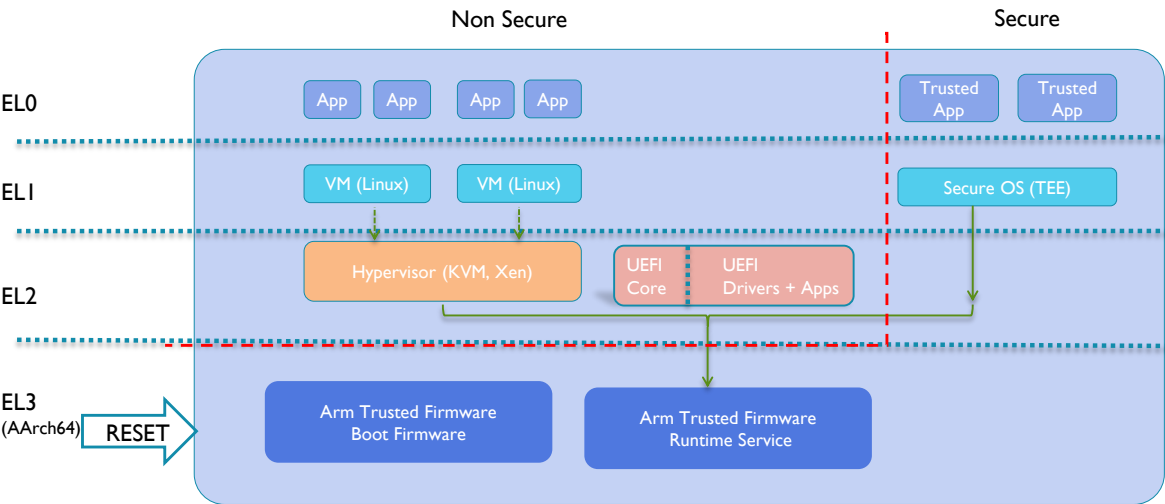 Non Secure
Secure
EL0
App
App
App
App
Trusted
App
Trusted
App
EL1
VM (Linux)
VM (Linux)
Secure OS (TEE)
EL2
Hypervisor (KVM, Xen)
UEFI
Core
UEFI
Drivers + Apps
EL3
(AArch64)
RESET
Arm Trusted Firmware
Boot Firmware
Arm Trusted Firmware
Runtime Service